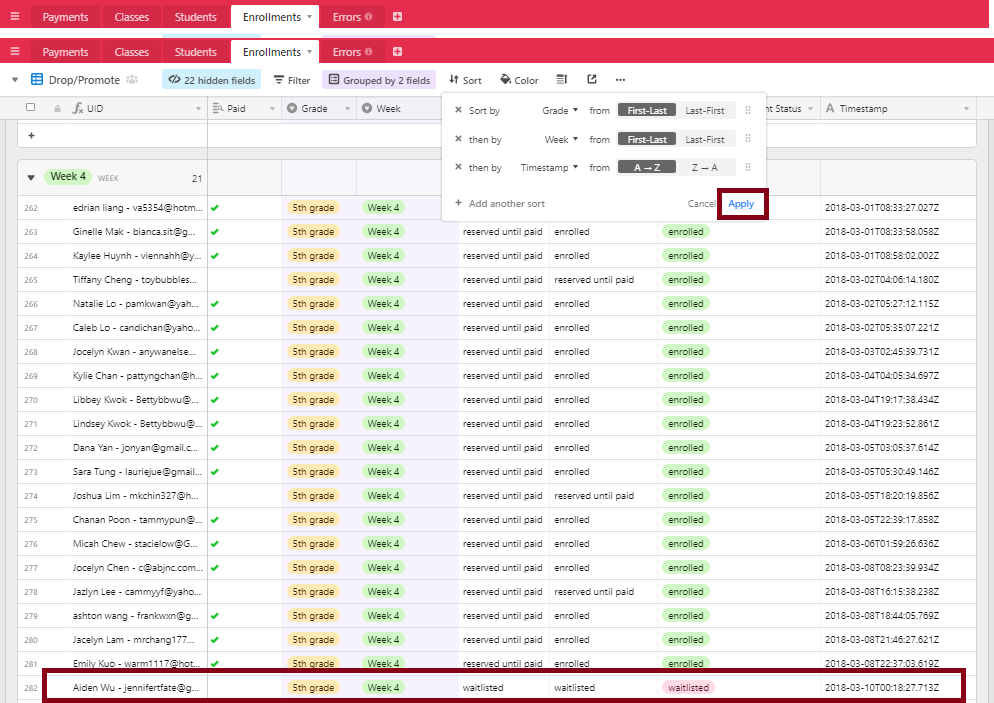 Payments Classes Students Enrollments Errors
Payments Classes Students Enrollments Errors
Drop/Promote 22 hidden fields Filter Grouped by 2 fields Sort Color
UID Paid Grade Week nt Status Timestamp
Sort by Grade from First-Last Last-First
then by Week from First-Last Last-First
then by Timestamp from A → Z Z → A
+ Add another sort Cancel Apply
+
Week 4 WEEK 21
262 edrian liang - va5354@hotm... 5th grade Week 4 2018-03-01T08:33:27.027Z
263 Ginelle Mak - bianca.sit@g... 5th grade Week 4 reserved until paid enrolled enrolled 2018-03-01T08:33:58.058Z
264 Kaylee Huynh - viennahh@y... 5th grade Week 4 reserved until paid enrolled enrolled 2018-03-01T08:58:02.002Z
265 Tiffany Cheng - toybubbles... 5th grade Week 4 reserved until paid reserved until paid enrolled 2018-03-02T04:06:14.180Z
266 Natalie Lo - pamkwan@yah... 5th grade Week 4 reserved until paid enrolled enrolled 2018-03-02T05:27:12.115Z
267 Caleb Lo - candichan@yaho... 5th grade Week 4 reserved until paid enrolled enrolled 2018-03-02T05:35:07.221Z
268 Jocelyn Kwan - anywanelse... 5th grade Week 4 reserved until paid enrolled enrolled 2018-03-03T02:45:39.731Z
269 Kylie Chan - pattyngchan@h... 5th grade Week 4 reserved until paid enrolled enrolled 2018-03-04T04:05:34.697Z
270 Libbey Kwok - Bettybbwu@... 5th grade Week 4 reserved until paid enrolled enrolled 2018-03-04T19:17:38.434Z
271 Lindsey Kwok - Bettybbwu@... 5th grade Week 4 reserved until paid enrolled enrolled 2018-03-04T19:23:52.861Z
272 Dana Yan - jonyan@gmail.c... 5th grade Week 4 reserved until paid enrolled enrolled 2018-03-05T03:05:37.614Z
273 Sara Tung - lauriejue@gmail... 5th grade Week 4 reserved until paid enrolled enrolled 2018-03-05T05:30:49.146Z
274 Joshua Lim - mkchin327@h... 5th grade Week 4 reserved until paid reserved until paid enrolled 2018-03-05T18:20:19.856Z
275 Chanan Poon - tammypun@... 5th grade Week 4 reserved until paid enrolled enrolled 2018-03-05T22:39:17.858Z
276 Micah Chew - stacielow@G... 5th grade Week 4 reserved until paid enrolled enrolled 2018-03-06T01:59:26.636Z
277 Jocelyn Chen - c@abjnc.com... 5th grade Week 4 reserved until paid enrolled enrolled 2018-03-08T08:23:39.934Z
278 Jazlyn Lee - cammyyf@yaho... 5th grade Week 4 reserved until paid reserved until paid enrolled 2018-03-08T16:15:38.238Z
279 ashton wang - frankwxn@g... 5th grade Week 4 reserved until paid enrolled enrolled 2018-03-08T18:44:05.769Z
280 Jacelyn Lam - mrchang177... 5th grade Week 4 reserved until paid enrolled enrolled 2018-03-08T21:46:27.621Z
281 Emily Kuo - warm1117@hot... 5th grade Week 4 reserved until paid enrolled enrolled 2018-03-08T22:37:03.619Z
282 Aiden Wu - jennifertfate@g... 5th grade Week 4 waitlisted waitlisted waitlisted 2018-03-10T00:18:27.713Z